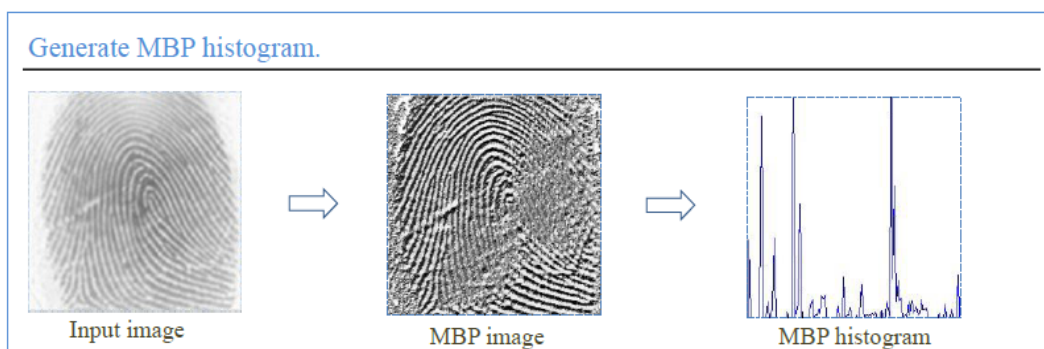 Generate MBP histogram.
Input image
MBP image
MBP histogram